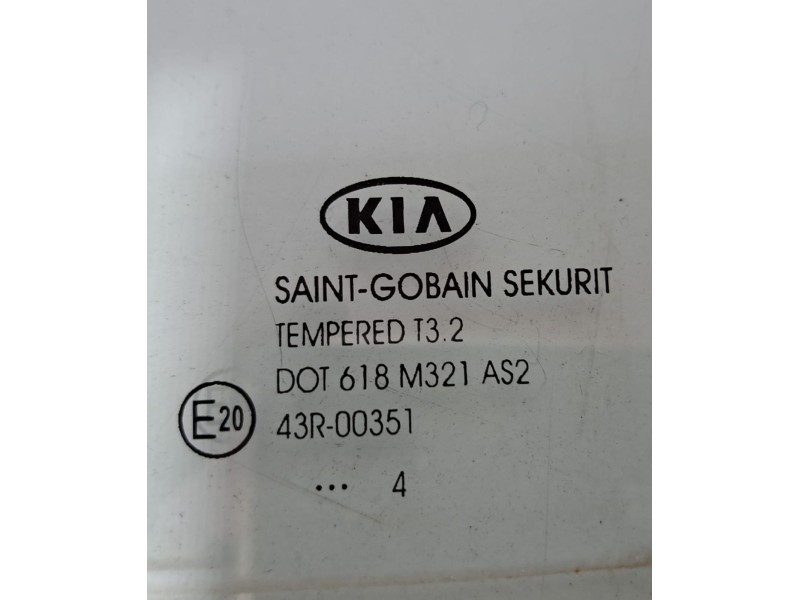 KIA
SAINT-GOBAIN SEKURIT
TEMPERED T3.2
DOT 618 M321 AS2
E20 43R-00351
... 4